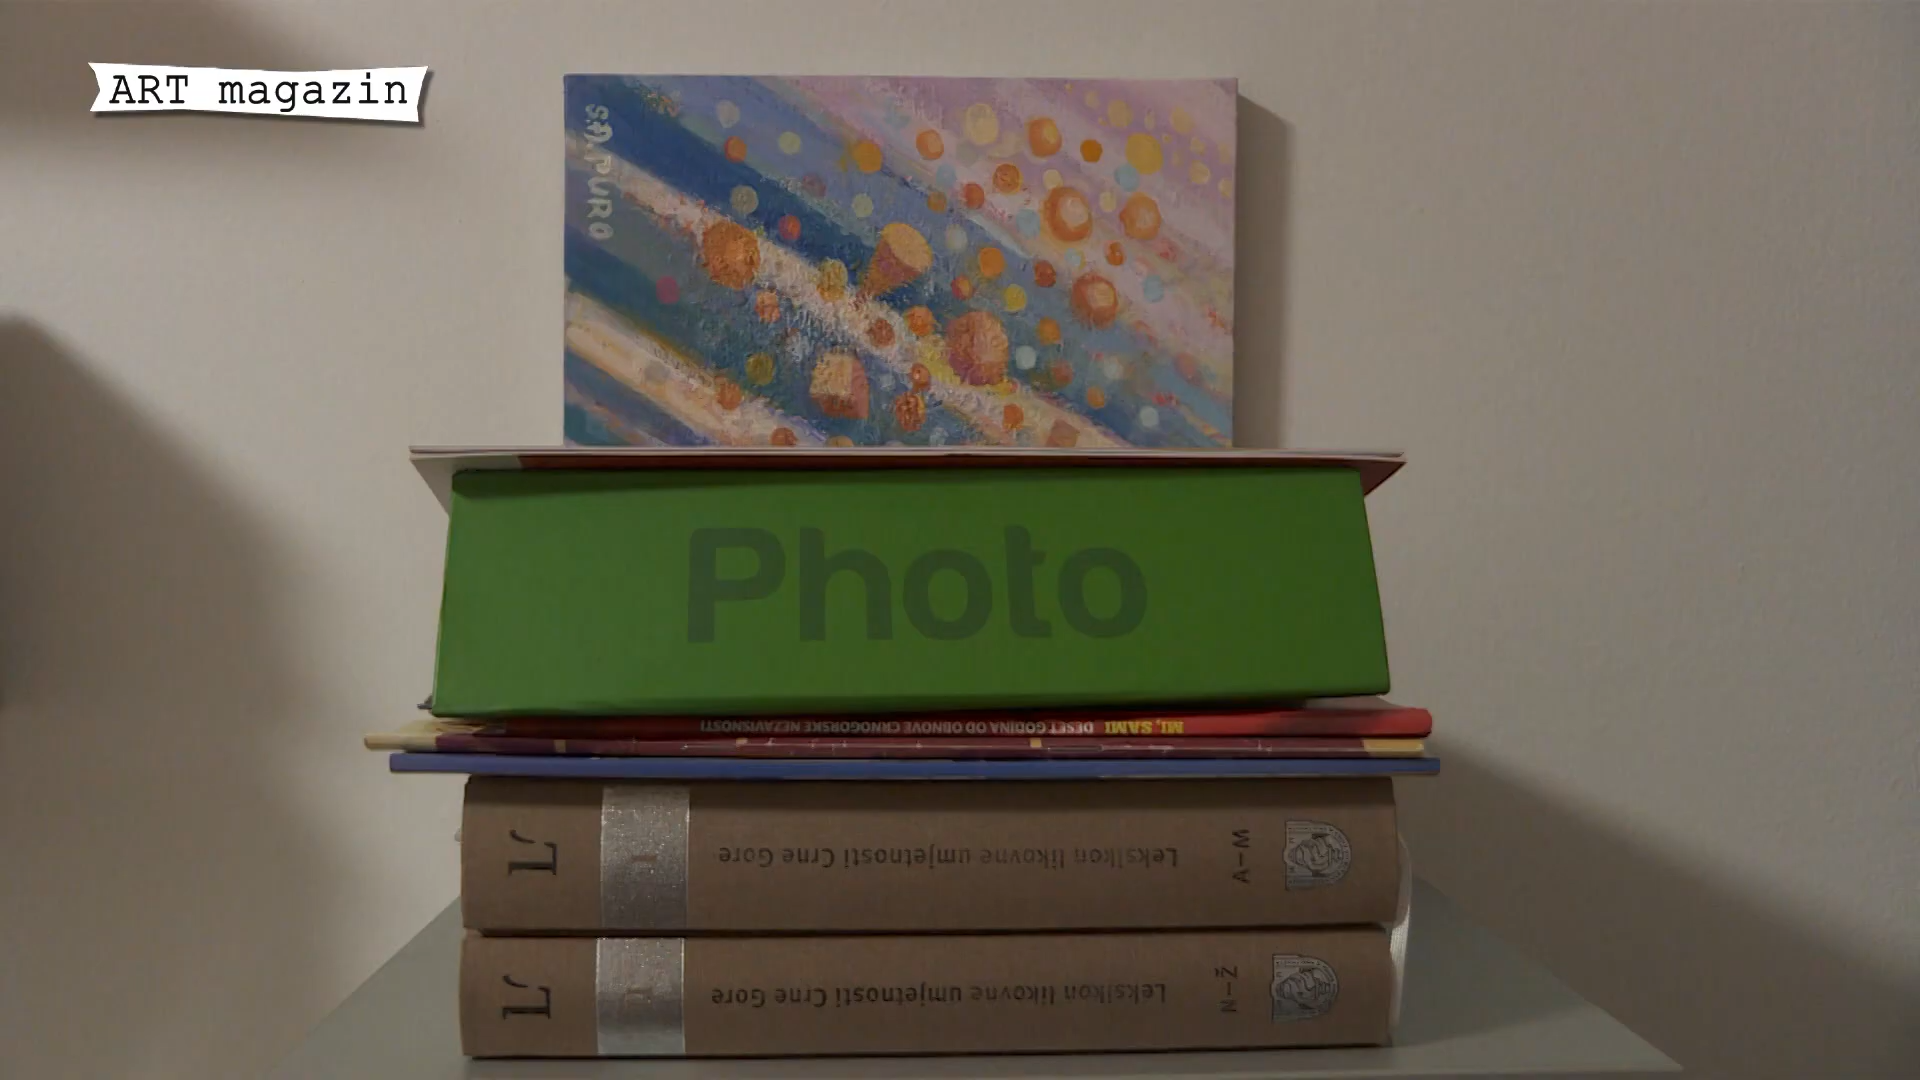 ART magazin
S.A.PURO
Photo
MI, SAMI DESET GODINA OD OBNOVE CRNOGORSKE NEZAVISNOSTI
Leksikon likovne umjetnosti Crne Gore
A-M
Leksikon likovne umjetnosti Crne Gore
N-Ž